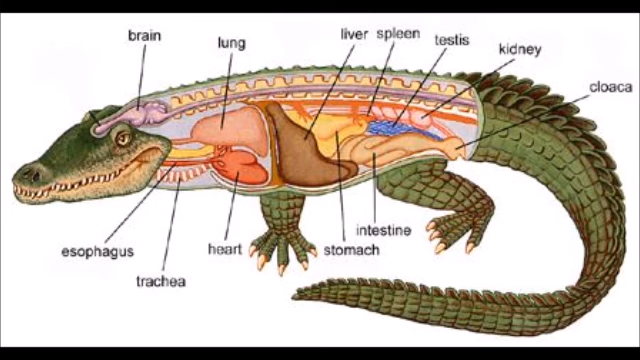 brain
lung
liver
spleen
testis
kidney
cloaca
esophagus
trachea
heart
stomach
intestine